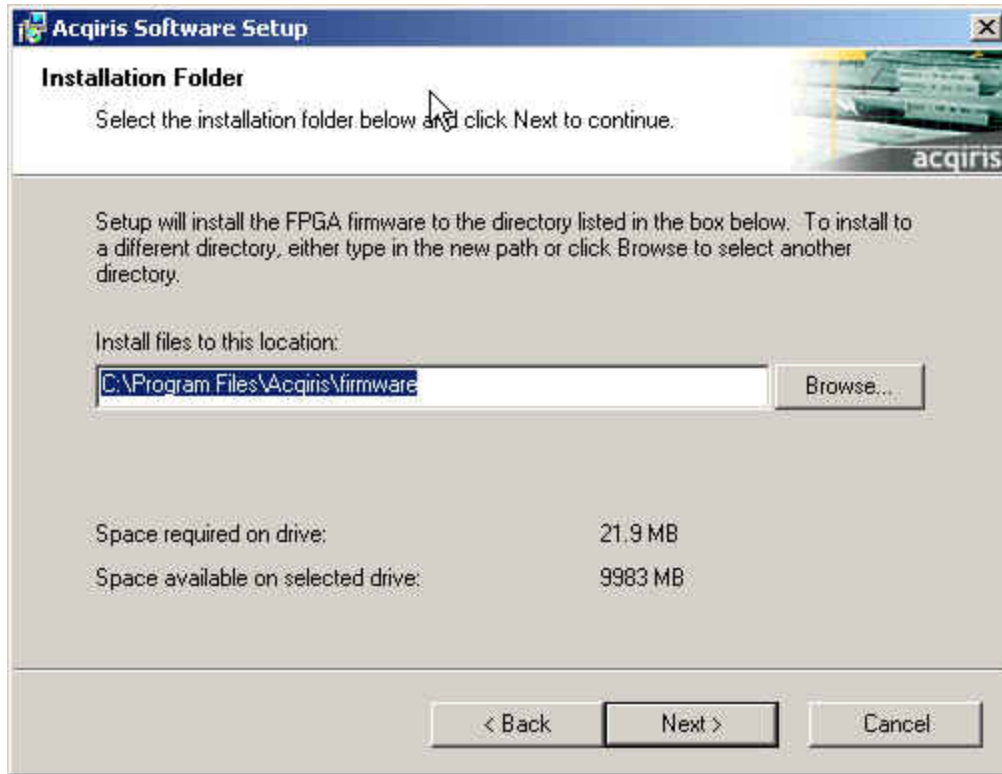 Acqiris Software Setup
Installation Folder
Select the installation folder below and click Next to continue.
acqiris
Setup will install the FPGA firmware to the directory listed in the box below. To install to
a different directory, either type in the new path or click Browse to select another
directory.
Install files to this location:
C:\Program Files\Acqiris\firmware
Browse...
Space required on drive: 21.9 MB
Space available on selected drive: 9983 MB
< Back Next > Cancel